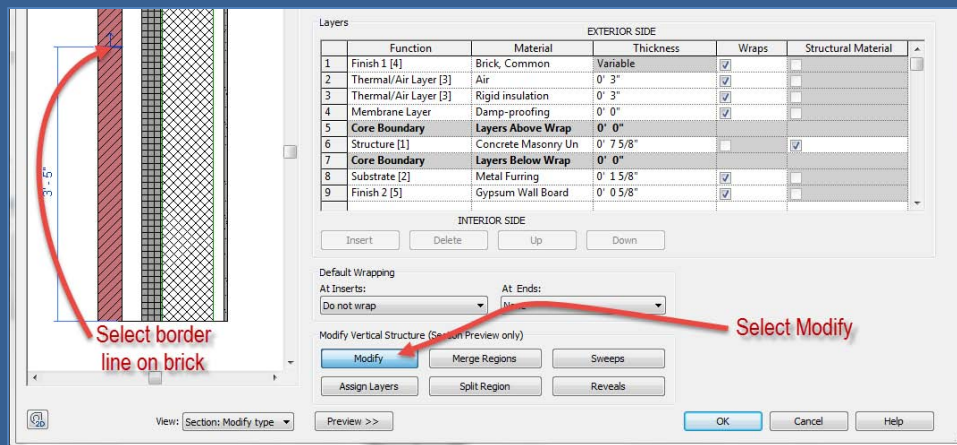 Layers
EXTERIOR SIDE
Function Material Thickness Wraps Structural Material
1 Finish 1 [4] Brick, Common Variable
2 Thermal/Air Layer [3] Air 0' 3"
3 Thermal/Air Layer [3] Rigid insulation 0' 3"
4 Membrane Layer Damp-proofing 0' 0"
5 Core Boundary Layers Above Wrap 0' 0"
6 Structure [1] Concrete Masonry Un 0' 7 5/8"
7 Core Boundary Layers Below Wrap 0' 0"
8 Substrate [2] Metal Furring 0' 1 5/8"
9 Finish 2 [5] Gypsum Wall Board 0' 0 5/8"
INTERIOR SIDE
Insert Delete Up Down
3' - 5"
Default Wrapping
At Inserts: At Ends:
Do not wrap
Select border
line on brick
Select Modify
Modify Vertical Structure (Section Preview only)
Modify Merge Regions Sweeps
Assign Layers Split Region Reveals
2D
View: Section: Modify type Preview >> OK Cancel Help